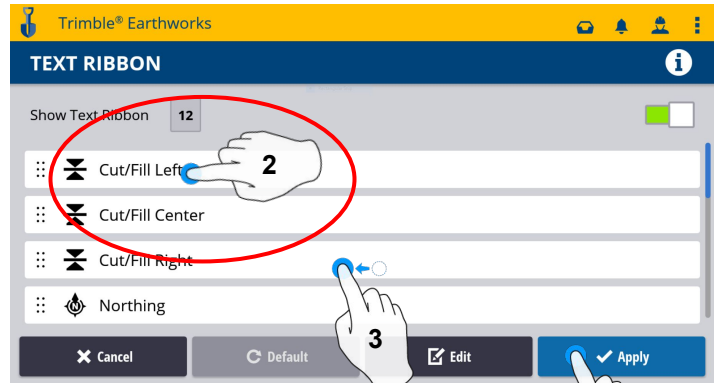 Trimble® Earthworks
TEXT RIBBON
Show Text Ribbon 12
Cut/Fill Left
2
Cut/Fill Center
Cut/Fill Right
Northing
3
Cancel
Default
Edit
Apply